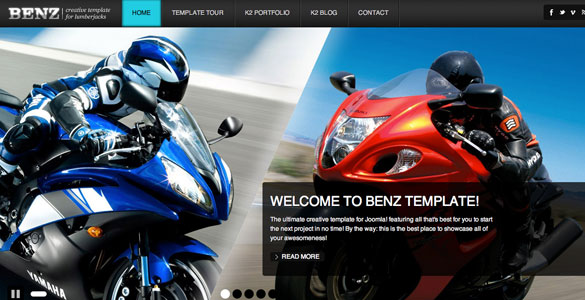 BENZ
creative template
for lumberjacks
HOME
TEMPLATE TOUR
K2 PORTFOLIO
K2 BLOG
CONTACT
WELCOME TO BENZ TEMPLATE!
The ultimate creative template for Joomla! featuring all that's best for you to start
the next project in no time! By the way: this is the best place to showcase all of
your awesomeness!
READ MORE
YAMAHA